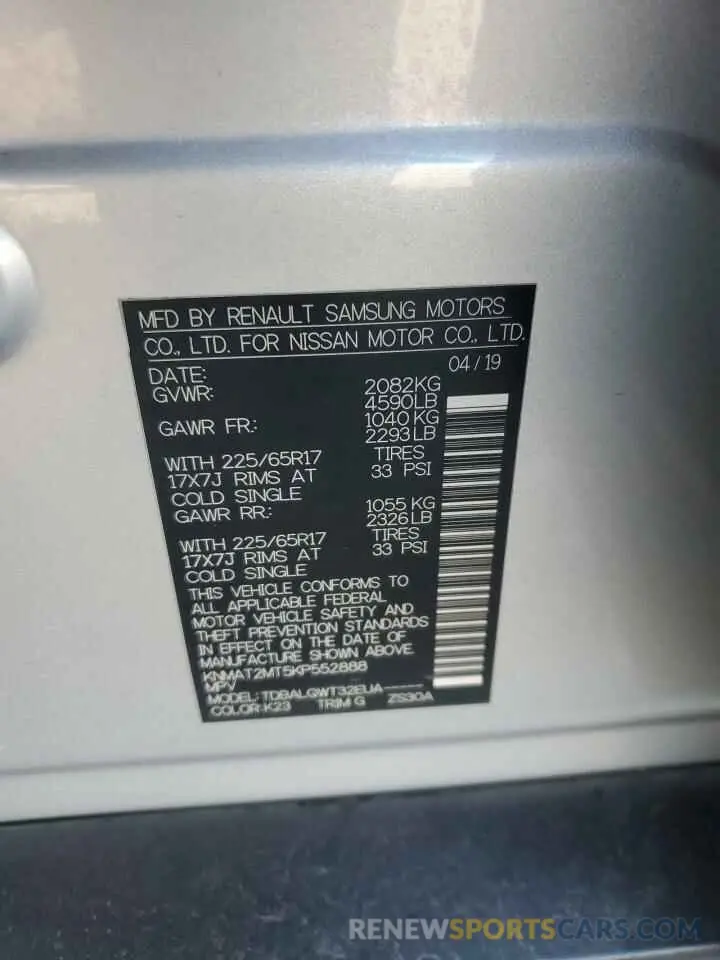 MFD BY RENAULT SAMSUNG MOTORS
CO., LTD. FOR NISSAN MOTOR CO., LTD.
DATE: 04/19
GVWR: 2082KG
4590LB
GAWR FR: 1040KG
2293LB
WITH 225/65R17 TIRES
17X7J RIMS AT 33 PSI
COLD SINGLE
GAWR RR: 1055 KG
2326LB
WITH 225/65R17 TIRES
17X7J RIMS AT 33 PSI
COLD SINGLE
THIS VEHICLE CONFORMS TO
ALL APPLICABLE FEDERAL
MOTOR VEHICLE SAFETY AND
THEFT PREVENTION STANDARDS
IN EFFECT ON THE DATE OF
MANUFACTURE SHOWN ABOVE.
KNMAT2MT5KP552888
MPV
MODEL: TDBALGWT32EUA-----
COLOR:K23 TRIM:G ZS30A
RENEWSPORTSCARS.COM